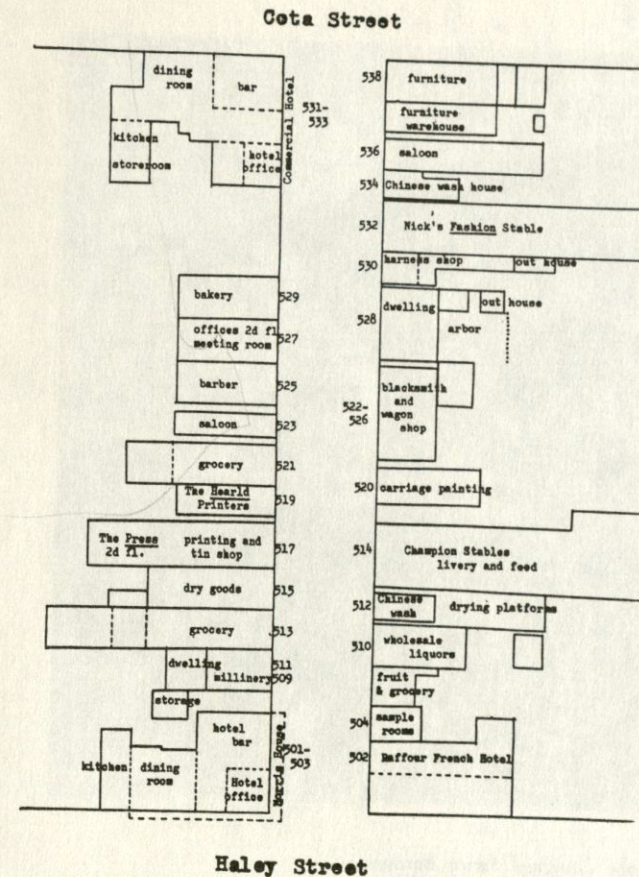 Cota Street
dining
room
bar
Commercial Hotel
531-
533
kitchen
storeroom
hotel
office
bakery
529
offices 2d fl
meeting room
527
barber
525
saloon
523
grocery
521
The Hearld
Printers
519
The Press
2d fl.
printing and
tin shop
517
dry goods
515
grocery
513
dwelling
511
millinery
509
storage
hotel
bar
501-
503
kitchen
dining
room
Hotel
office
House
538
furniture
furniture
warehouse
536
saloon
534
Chinese wash house
532
Nick's Fashion Stable
530
harness shop
out house
528
dwelling
out house
arbor
522-
526
blacksmith
and
wagon
shop
520
carriage painting
514
Champion Stables
livery and feed
512
Chinese
wash
drying platforms
510
wholesale
liquors
fruit
& grocery
504
sample
rooms
502
Raffour French Hotel
Haley Street